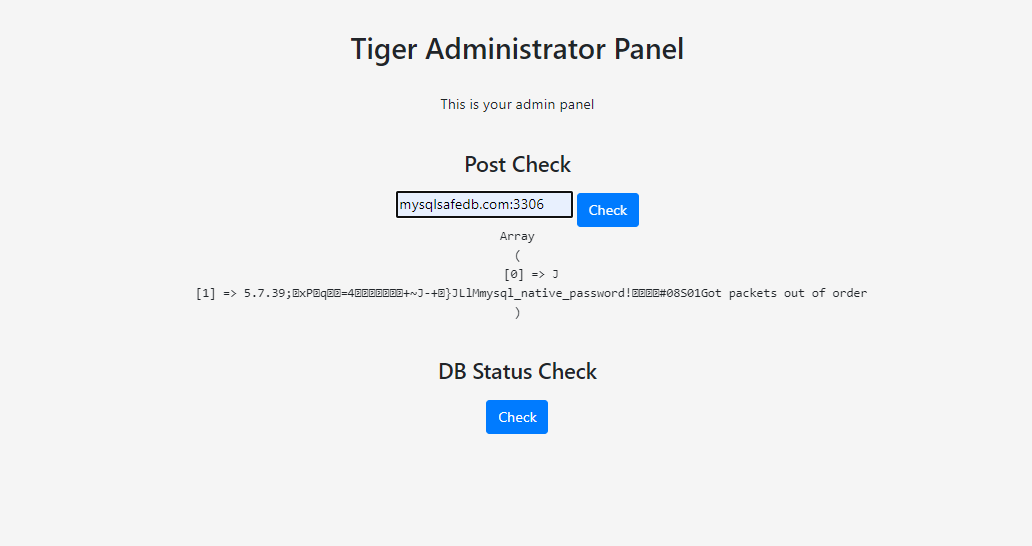 Tiger Administrator Panel
This is your admin panel
Post Check
mysqlsafedb.com:3306
Check
Array
(
[0] => J
[1] => 5.7.39;⍰xP⍰q⍰⍰=4⍰⍰⍰⍰⍰⍰⍰+~J-+⍰}JLlMmysql_native_password!⍰⍰⍰⍰#08S01Got packets out of order
)
DB Status Check
Check